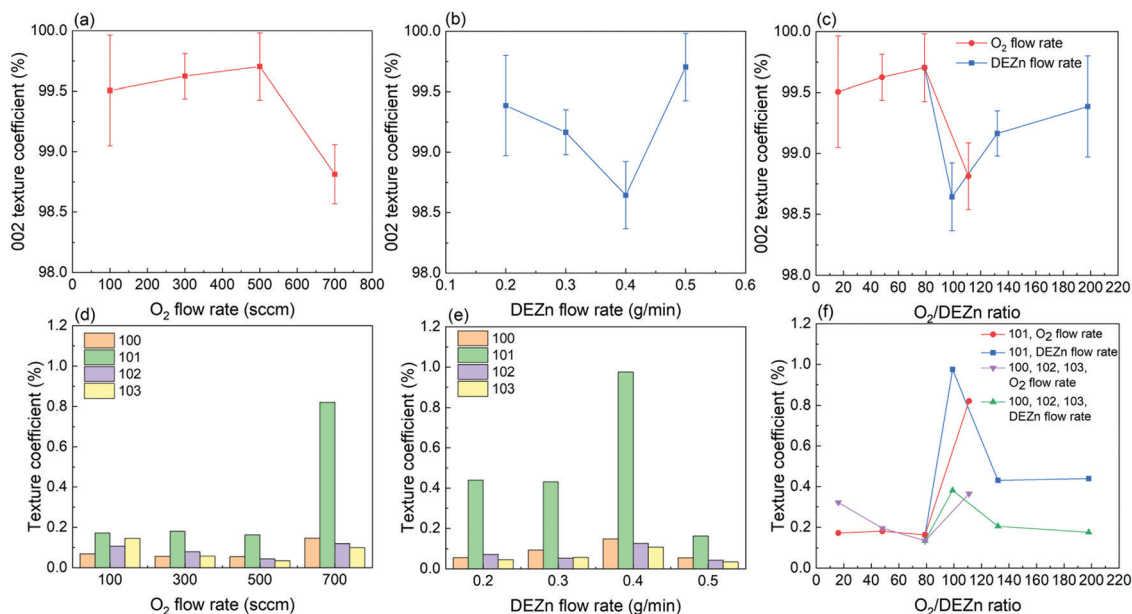 (a)
100.0
99.5
99.0
98.5
98.0
002 texture coefficient (%)
0 100 200 300 400 500 600 700 800
O₂ flow rate (sccm)
(b)
100.0
99.5
99.0
98.5
98.0
002 texture coefficient (%)
0.1 0.2 0.3 0.4 0.5 0.6
DEZn flow rate (g/min)
(c)
O₂ flow rate
DEZn flow rate
100.0
99.5
99.0
98.5
98.0
002 texture coefficient (%)
0 20 40 60 80 100 120 140 160 180 200 220
O₂/DEZn ratio
(d)
100
101
102
103
1.2
1.0
0.8
0.6
0.4
0.2
0.0
Texture coefficient (%)
100 300 500 700
O₂ flow rate (sccm)
(e)
100
101
102
103
1.2
1.0
0.8
0.6
0.4
0.2
0.0
Texture coefficient (%)
0.2 0.3 0.4 0.5
DEZn flow rate (g/min)
(f)
101, O₂ flow rate
101, DEZn flow rate
100, 102, 103,
O₂ flow rate
100, 102, 103,
DEZn flow rate
1.2
1.0
0.8
0.6
0.4
0.2
0.0
Texture coefficient (%)
0 20 40 60 80 100 120 140 160 180 200 220
O₂/DEZn ratio